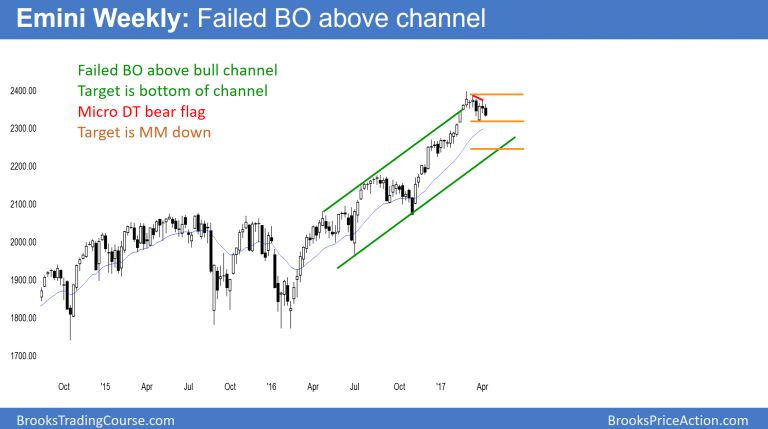 Emini Weekly: Failed BO above channel
Failed BO above bull channel
Target is bottom of channel
Micro DT bear flag
Target is MM down
2400.00
2300.00
2200.00
2100.00
2000.00
1900.00
1800.00
1700.00
Oct '15 Apr Jul Oct '16 Apr Jul Oct '17 Apr
BrooksTradingCourse.com BrooksPriceAction.com